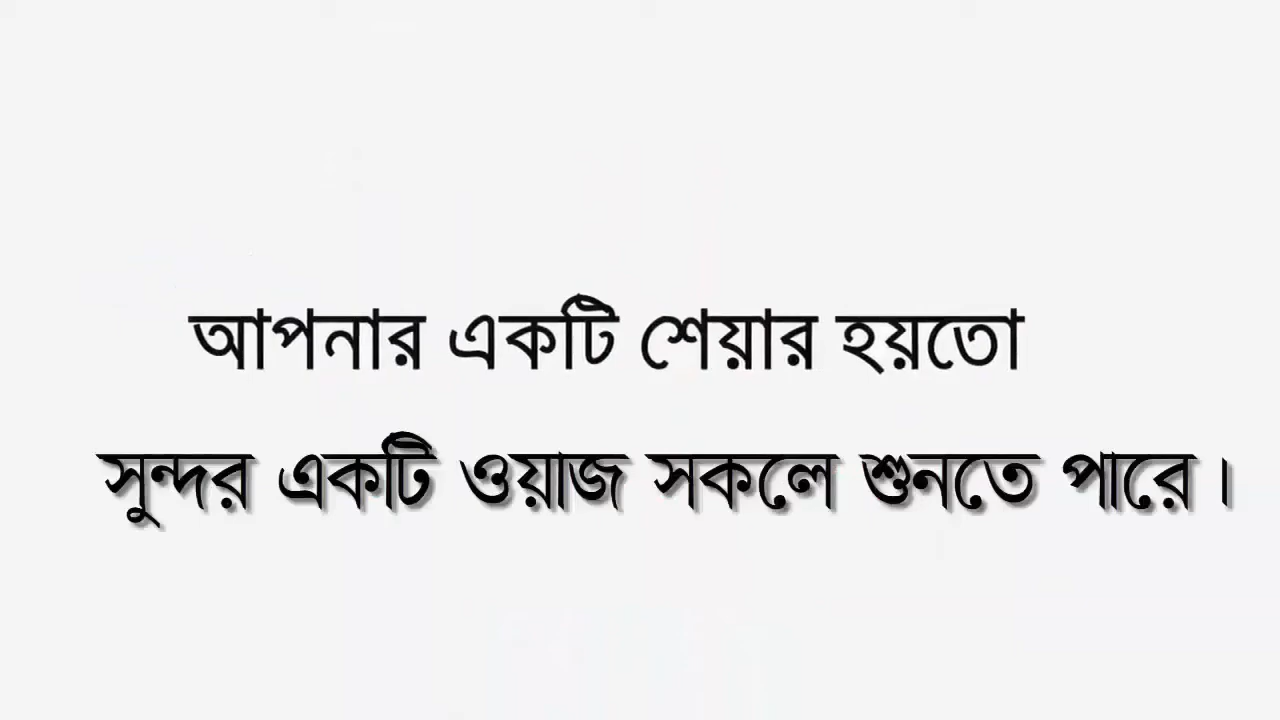 আপনার একটি শেয়ার হয়তো
সুন্দর একটি ওয়াজ সকলে শুনতে পারে।